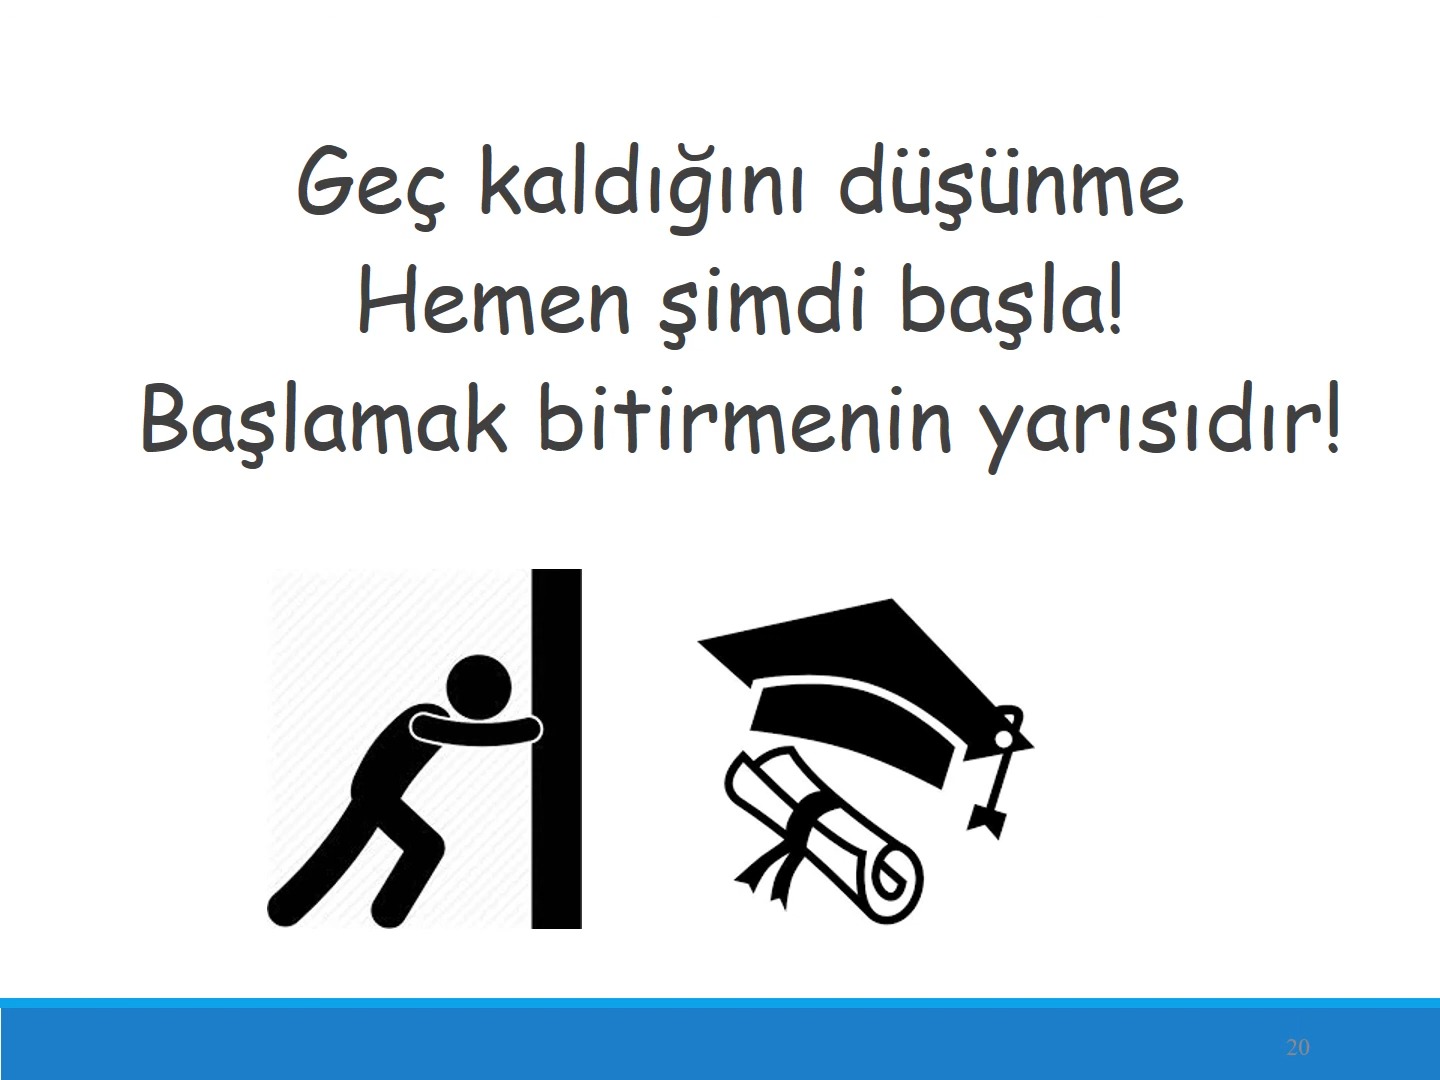 Geç kaldığını düşünme
Hemen şimdi başla!
Başlamak bitirmenin yarısıdır!
20